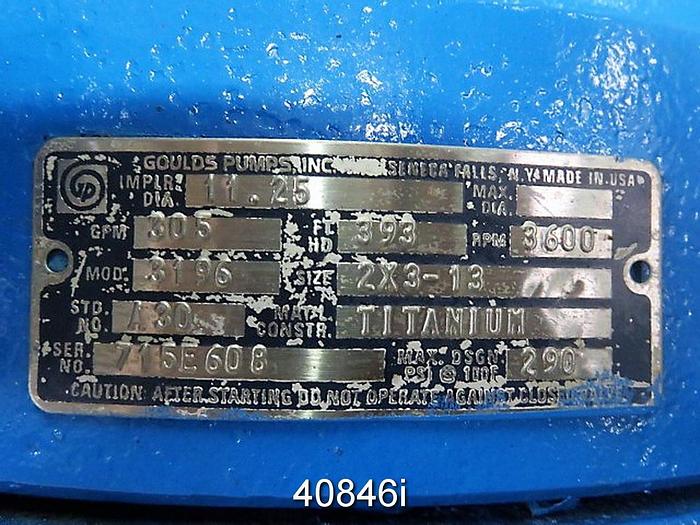 GOULDS PUMPS, INC. SENECA FALLS, N.Y. MADE IN USA
IMPLR. DIA. 11.25 MAX. DIA.
GPM 305 FT HD 393 RPM 3600
MOD. 3196 SIZE 2X3-13
STD. NO. A30 MAT'L CONSTR. TITANIUM
SER. NO. 715E608 MAX. DSGN PSI @ 100F 290
CAUTION AFTER STARTING DO NOT OPERATE AGAINST CLOSED VALVE
40846i